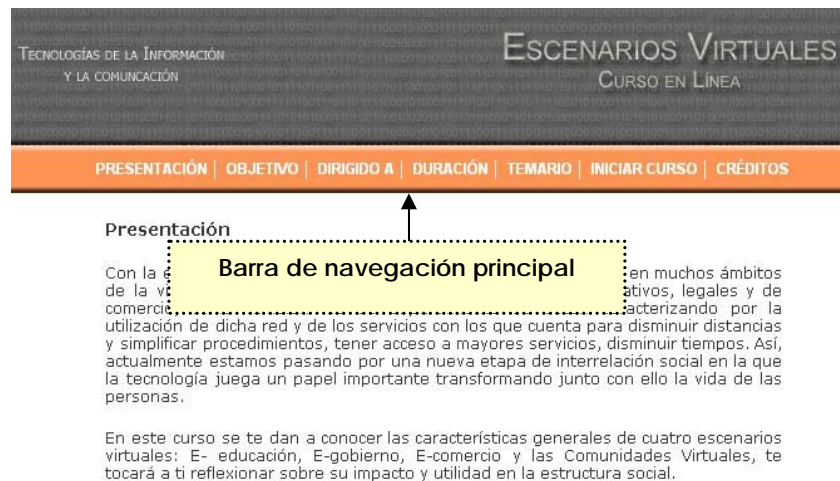 TECNOLOGÍAS DE LA INFORMACIÓN
Y LA COMUNCACIÓN
ESCENARIOS VIRTUALES
CURSO EN LÍNEA
PRESENTACIÓN | OBJETIVO | DIRIGIDO A | DURACIÓN | TEMARIO | INICIAR CURSO | CRÉDITOS
Presentación
Barra de navegación principal
Con la en muchos ámbitos
de la ativos, legales y de
por la
utilización de dicha red y de los servicios con los que cuenta para disminuir distancias
y simplificar procedimientos, tener acceso a mayores servicios, disminuir tiempos. Así,
actualmente estamos pasando por una nueva etapa de interrelación social en la que
la tecnología juega un papel importante transformando junto con ello la vida de las
personas.
En este curso se te dan a conocer las características generales de cuatro escenarios
virtuales: E- educación, E-gobierno, E-comercio y las Comunidades Virtuales, te
tocará a ti reflexionar sobre su impacto y utilidad en la estructura social.